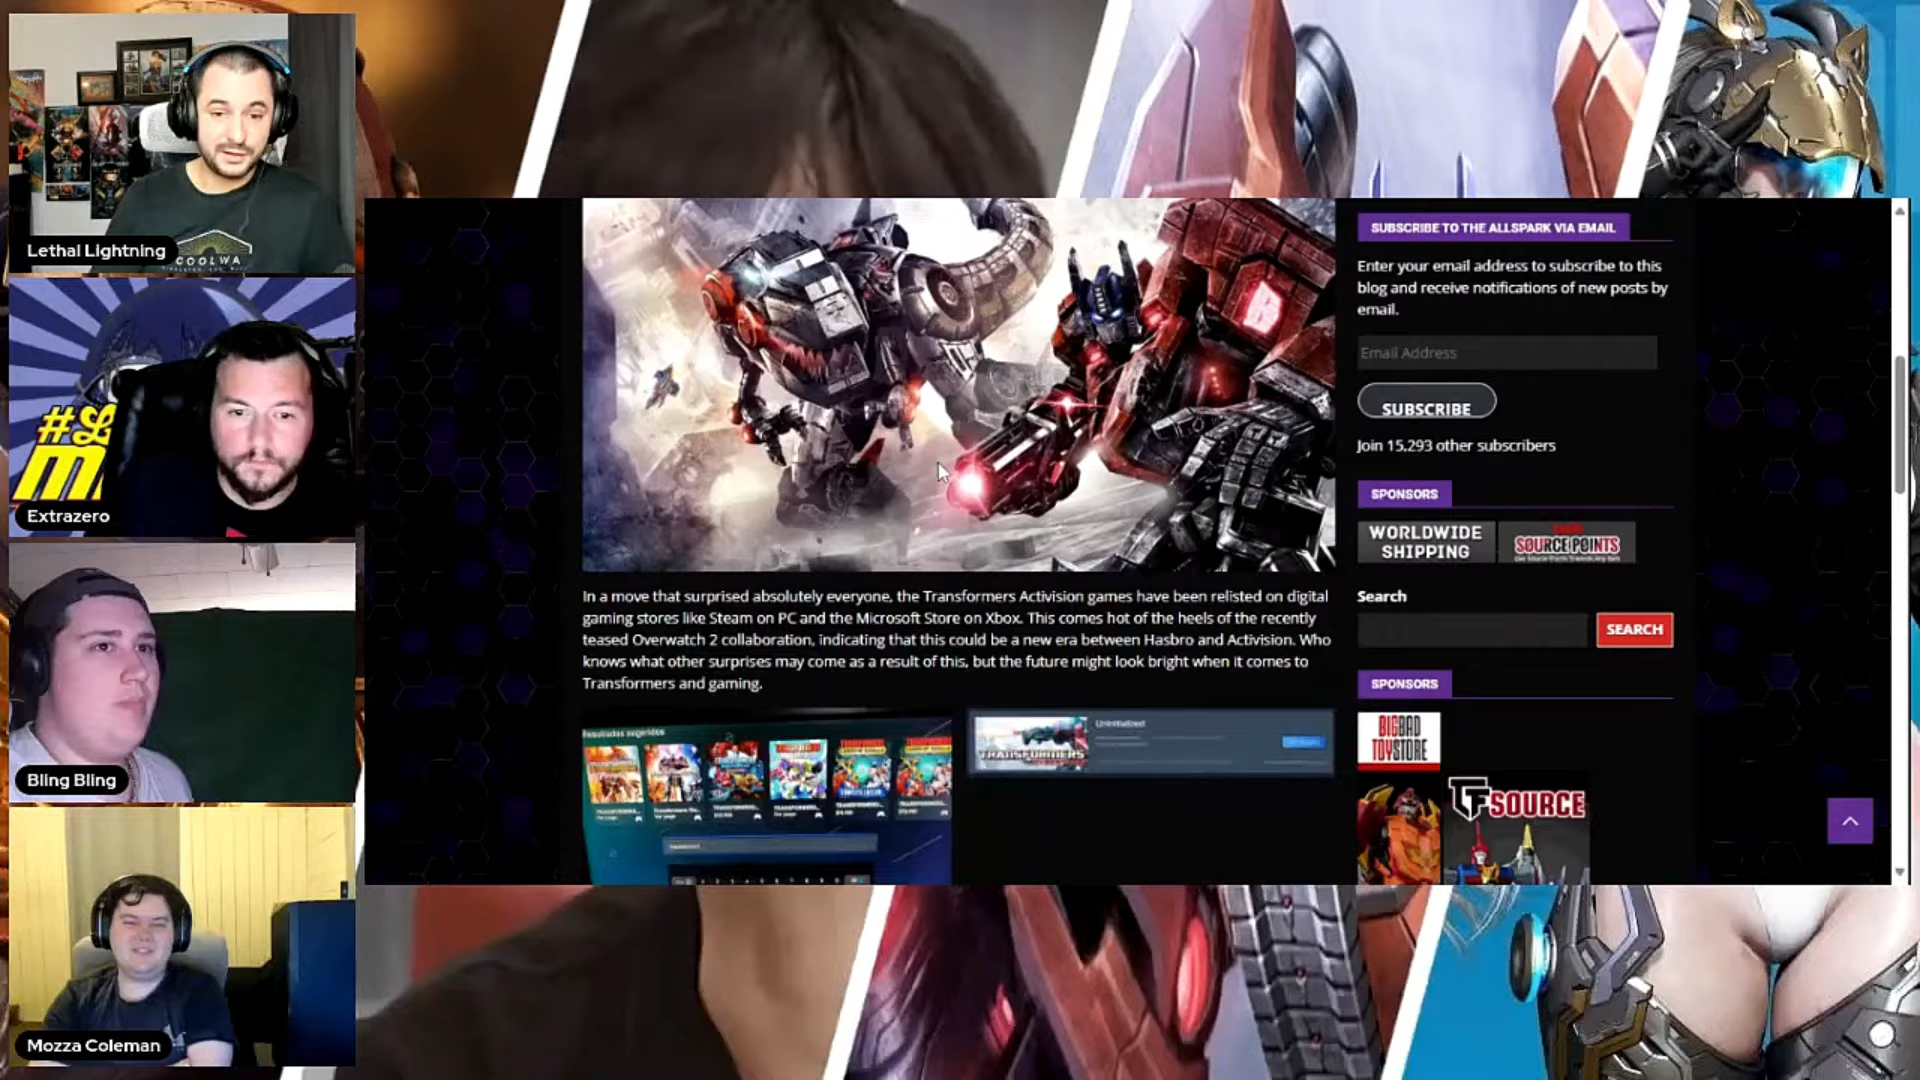 Lethal Lightning
COOLWA
#L
Extrazero
Bling Bling
Mozza Coleman
In a move that surprised absolutely everyone, the Transformers Activision games have been relisted on digital
gaming stores like Steam on PC and the Microsoft Store on Xbox. This comes hot of the heels of the recently
teased Overwatch 2 collaboration, indicating that this could be a new era between Hasbro and Activision. Who
knows what other surprises may come as a result of this, but the future might look bright when it comes to
Transformers and gaming.
Resultados sugeridos
Uninitialized
TRANSFORMERS
SUBSCRIBE TO THE ALLSPARK VIA EMAIL
Enter your email address to subscribe to this
blog and receive notifications of new posts by
email.
Email Address
SUBSCRIBE
Join 15,293 other subscribers
SPONSORS
WORLDWIDE
SHIPPING
SOURCE POINTS
Search
SEARCH
SPONSORS
BIGBAD
TOYSTORE
TFSOURCE